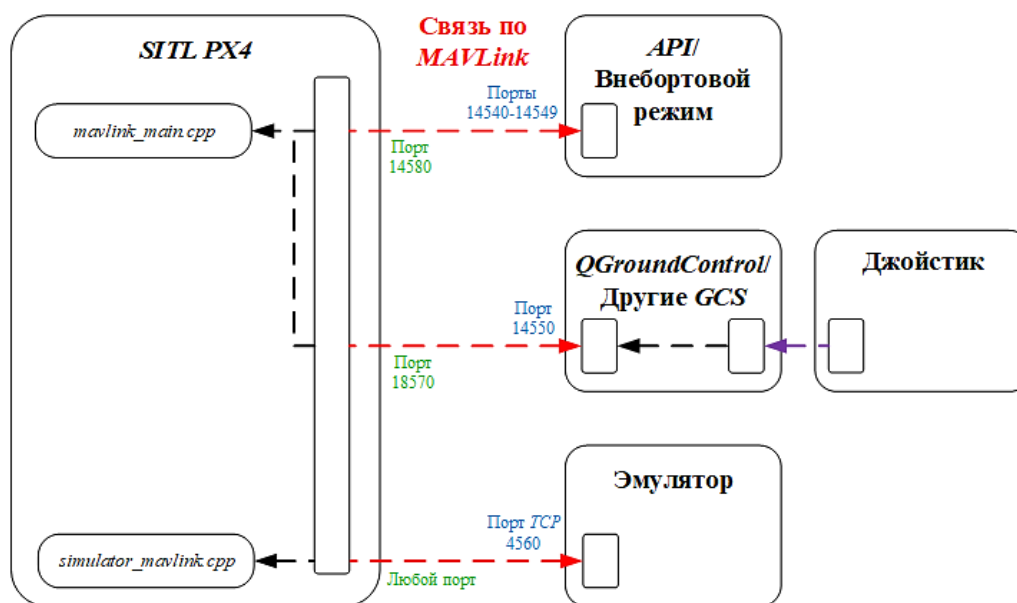 SITL PX4
mavlink_main.cpp
simulator_mavlink.cpp
Связь по
MAVLink
Порты
14540-14549
Порт
14580
API/
Внебортовой
режим
Порт
14550
Порт
18570
QGroundControl/
Другие GCS
Джойстик
Порт TCP
4560
Любой порт
Эмулятор